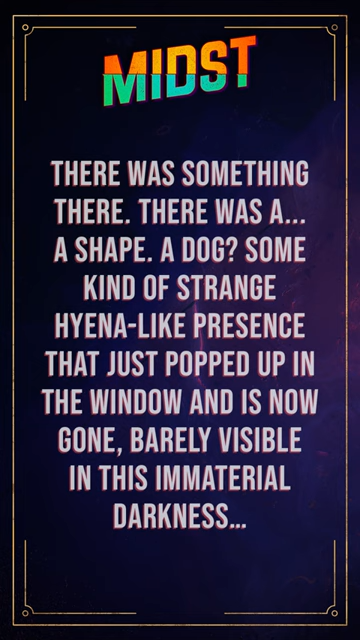 MIDST
THERE WAS SOMETHING
THERE. THERE WAS A...
A SHAPE. A DOG? SOME
KIND OF STRANGE
HYENA-LIKE PRESENCE
THAT JUST POPPED UP IN
THE WINDOW AND IS NOW
GONE, BARELY VISIBLE
IN THIS IMMATERIAL
DARKNESS...